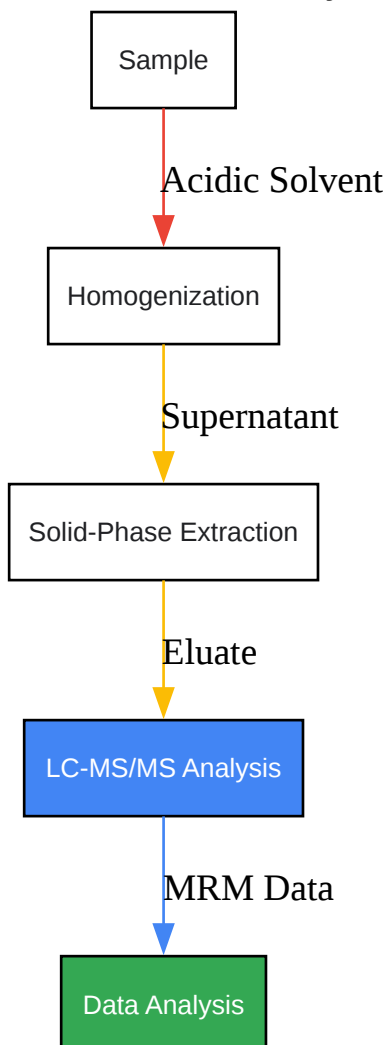 Sample
Acidic Solvent
Homogenization
Supernatant
Solid-Phase Extraction
Eluate
LC-MS/MS Analysis
MRM Data
Data Analysis